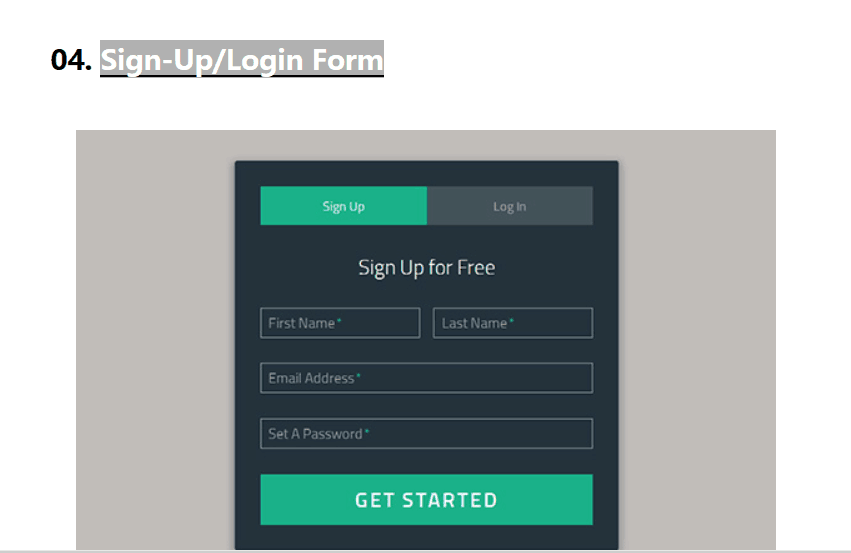 04. Sign-Up/Login Form
Sign Up Log In
Sign Up for Free
First Name* Last Name*
Email Address*
Set A Password*
GET STARTED